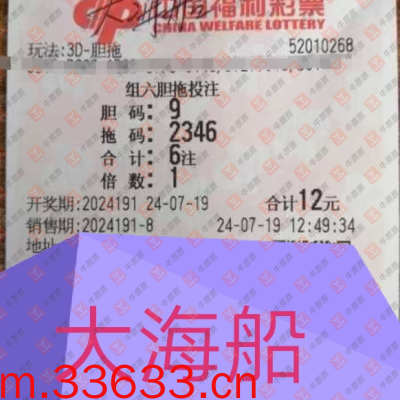 中国福利彩票
CHINA WELFARE LOTTERY
玩法:3D-胆拖 52010268
组六胆拖投注
胆 码: 9
拖 码: 2346
合 计: 6注
倍 数: 1
开奖期:2024191 24-07-19 合计12元
销售期:2024191-8 24-07-19 12:49:34
地址:
大海船
m.33633.cn